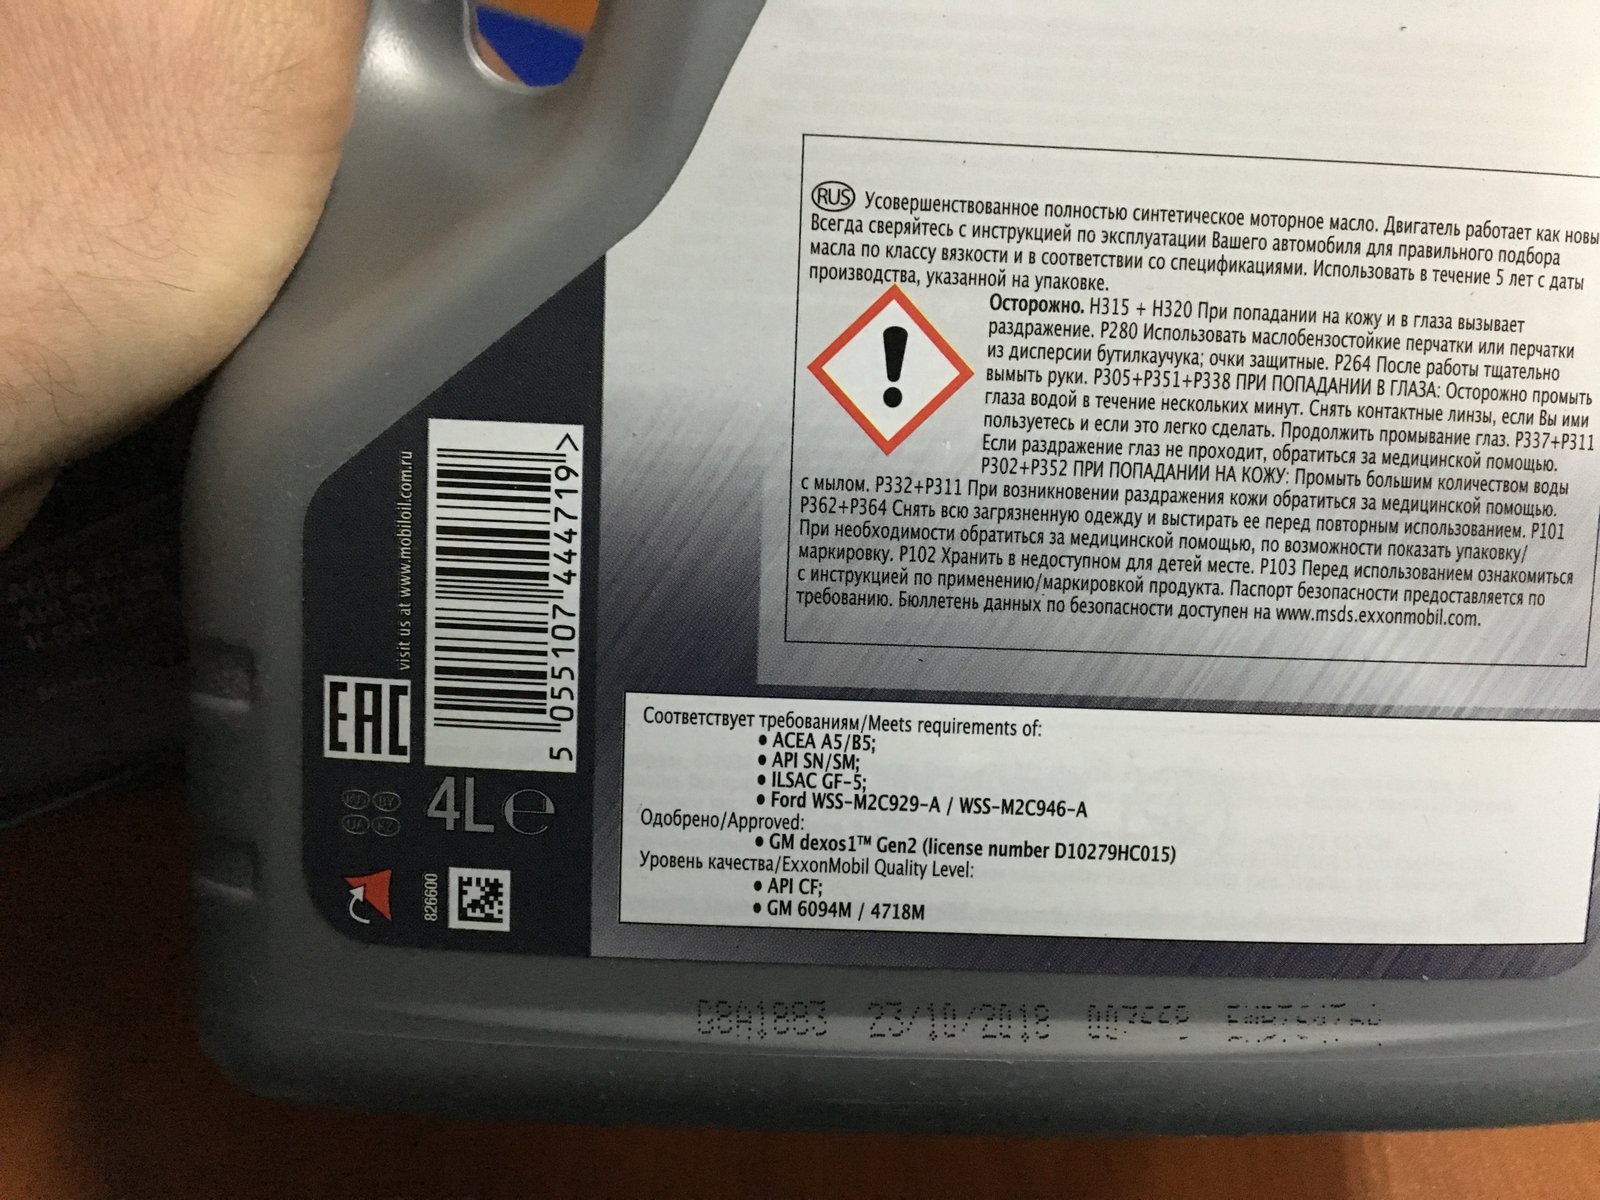 RUS Усовершенствованное полностью синтетическое моторное масло. Двигатель работает как новы
Всегда сверяйтесь с инструкцией по эксплуатации Вашего автомобиля для правильного подбора
масла по классу вязкости и в соответствии со спецификациями. Использовать в течение 5 лет с даты
производства, указанной на упаковке.
Осторожно. H315 + H320 При попадании на кожу и в глаза вызывает
раздражение. P280 Использовать маслобензостойкие перчатки или перчатки
из дисперсии бутилкаучука; очки защитные. P264 После работы тщательно
вымыть руки. P305+P351+P338 ПРИ ПОПАДАНИИ В ГЛАЗА: Осторожно промыть
глаза водой в течение нескольких минут. Снять контактные линзы, если Вы ими
пользуетесь и если это легко сделать. Продолжить промывание глаз. P337+P311
Если раздражение глаз не проходит, обратиться за медицинской помощью.
P302+P352 ПРИ ПОПАДАНИИ НА КОЖУ: Промыть большим количеством воды
с мылом. P332+P311 При возникновении раздражения кожи обратиться за медицинской помощью.
P362+P364 Снять всю загрязненную одежду и выстирать ее перед повторным использованием. P101
При необходимости обратиться за медицинской помощью, по возможности показать упаковку/
маркировку. P102 Хранить в недоступном для детей месте. P103 Перед использованием ознакомиться
с инструкцией по применению/маркировкой продукта. Паспорт безопасности предоставляется по
требованию. Бюллетень данных по безопасности доступен на www.msds.exxonmobil.com.
visit us at www.mobiloil.com.ru
5 055107 444719 >
EAC
4L e
826600
Соответствует требованиям/Meets requirements of:
• ACEA A5/B5;
• API SN/SM;
• ILSAC GF-5;
• Ford WSS-M2C929-A / WSS-M2C946-A
Одобрено/Approved:
• GM dexos1™ Gen2 (license number D10279HC015)
Уровень качества/ExxonMobil Quality Level:
• API CF;
• GM 6094M / 4718M
23/10/2018